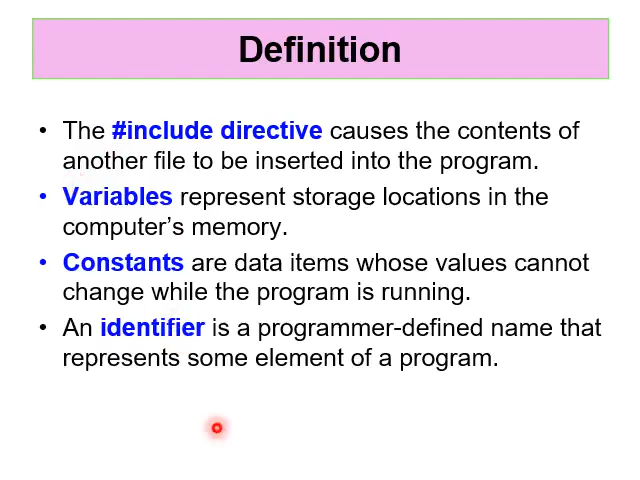 Definition
• The #include directive causes the contents of
another file to be inserted into the program.
• Variables represent storage locations in the
computer’s memory.
• Constants are data items whose values cannot
change while the program is running.
• An identifier is a programmer-defined name that
represents some element of a program.